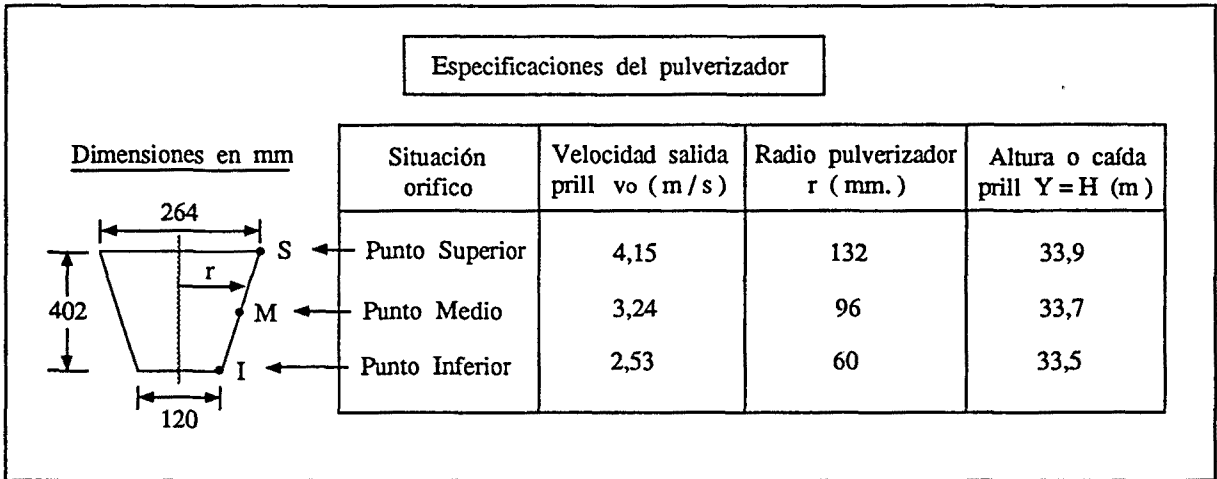 Especificaciones del pulverizador
Dimensiones en mm
264
402
r
S
M
I
120
Situación orifico
Velocidad salida prill vo ( m / s )
Radio pulverizador r ( mm. )
Altura o caída prill Y = H (m )
Punto Superior 4,15 132 33,9
Punto Medio 3,24 96 33,7
Punto Inferior 2,53 60 33,5